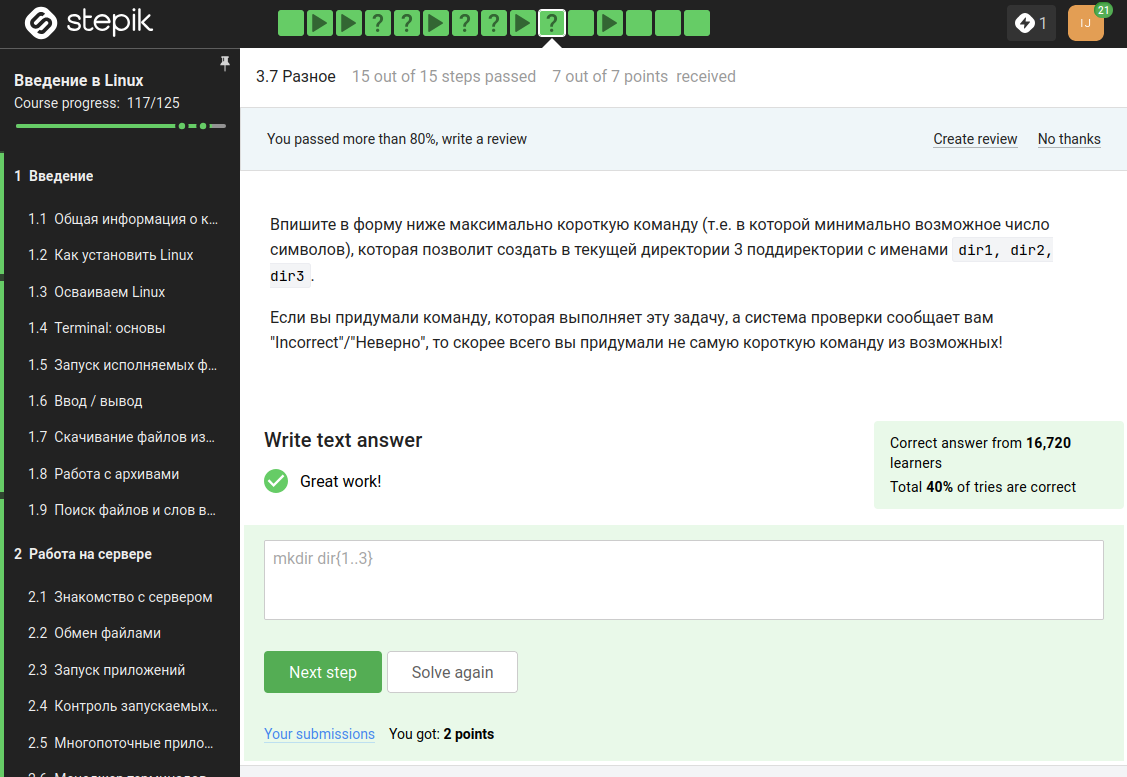 stepik
? ? ? ? ?
1
IJ
21
Введение в Linux
Course progress: 117/125
1 Введение
1.1 Общая информация о к...
1.2 Как установить Linux
1.3 Осваиваем Linux
1.4 Terminal: основы
1.5 Запуск исполняемых ф...
1.6 Ввод / вывод
1.7 Скачивание файлов из...
1.8 Работа с архивами
1.9 Поиск файлов и слов в...
2 Работа на сервере
2.1 Знакомство с сервером
2.2 Обмен файлами
2.3 Запуск приложений
2.4 Контроль запускаемых...
2.5 Многопоточные прило...
3.7 Разное 15 out of 15 steps passed 7 out of 7 points received
You passed more than 80%, write a review Create review No thanks
Впишите в форму ниже максимально короткую команду (т.е. в которой минимально возможное число
символов), которая позволит создать в текущей директории 3 поддиректории с именами dir1, dir2,
dir3 .
Если вы придумали команду, которая выполняет эту задачу, а система проверки сообщает вам
"Incorrect"/"Неверно", то скорее всего вы придумали не самую короткую команду из возможных!
Write text answer
Great work!
Correct answer from 16,720
learners
Total 40% of tries are correct
mkdir dir{1..3}
Next step Solve again
Your submissions You got: 2 points